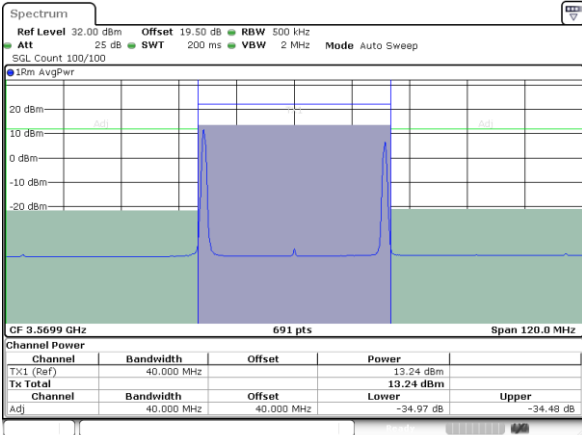 Spectrum
Ref Level 32.00 dBm Offset 19.50 dB RBW 500 kHz
Att 25 dB SWT 200 ms VBW 2 MHz Mode Auto Sweep
SGL Count 100/100
1Rm AvgPwr
20 dBm
Adj Adj
10 dBm
0 dBm
-10 dBm
-20 dBm
CF 3.5699 GHz 691 pts Span 120.0 MHz
Channel Power
Channel Bandwidth Offset Power
TX1 (Ref) 40.000 MHz 13.24 dBm
Tx Total 13.24 dBm
Channel Bandwidth Offset Lower Upper
Adj 40.000 MHz 40.000 MHz -34.97 dB -34.48 dB
Ready